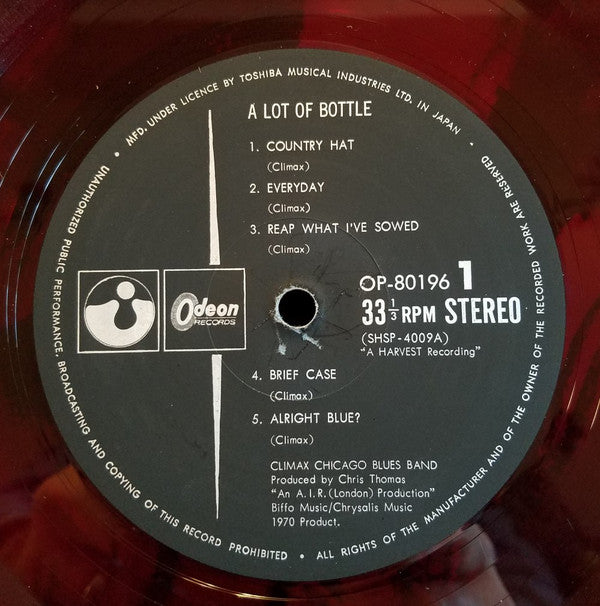 MFD. UNDER LICENCE BY TOSHIBA MUSICAL INDUSTRIES LTD. IN JAPAN •
A LOT OF BOTTLE
1. COUNTRY HAT
(Climax)
2. EVERYDAY
(Climax)
3. REAP WHAT I'VE SOWED
(Climax)
Odeon
RECORDS
OP-80196 1
33 1/3 RPM STEREO
(SHSP-4009A)
"A HARVEST Recording"
4. BRIEF CASE
(Climax)
5. ALRIGHT BLUE?
(Climax)
CLIMAX CHICAGO BLUES BAND
Produced by Chris Thomas
"An A.I.R.(London) Production"
Biffo Music/Chrysalis Music
1970 Product.
• UNAUTHORIZED PUBLIC PERFORMANCE, BROADCASTING AND COPYING OF THIS RECORD PROHIBITED • ALL RIGHTS OF THE MANUFACTURER AND OF THE OWNER OF THE RECORDED WORK ARE RESERVED •